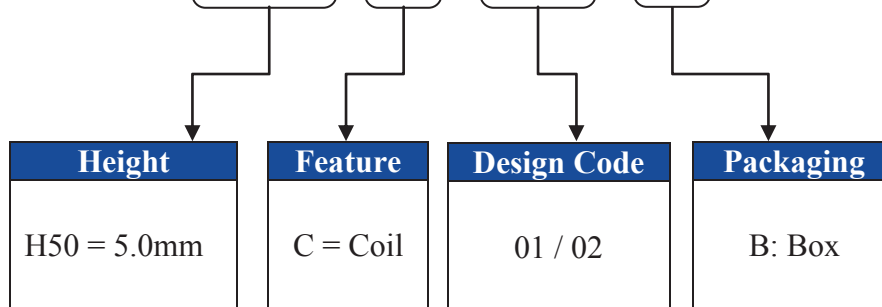 Height
Feature
Design Code
Packaging
H50 = 5.0mm
C = Coil
01 / 02
B: Box